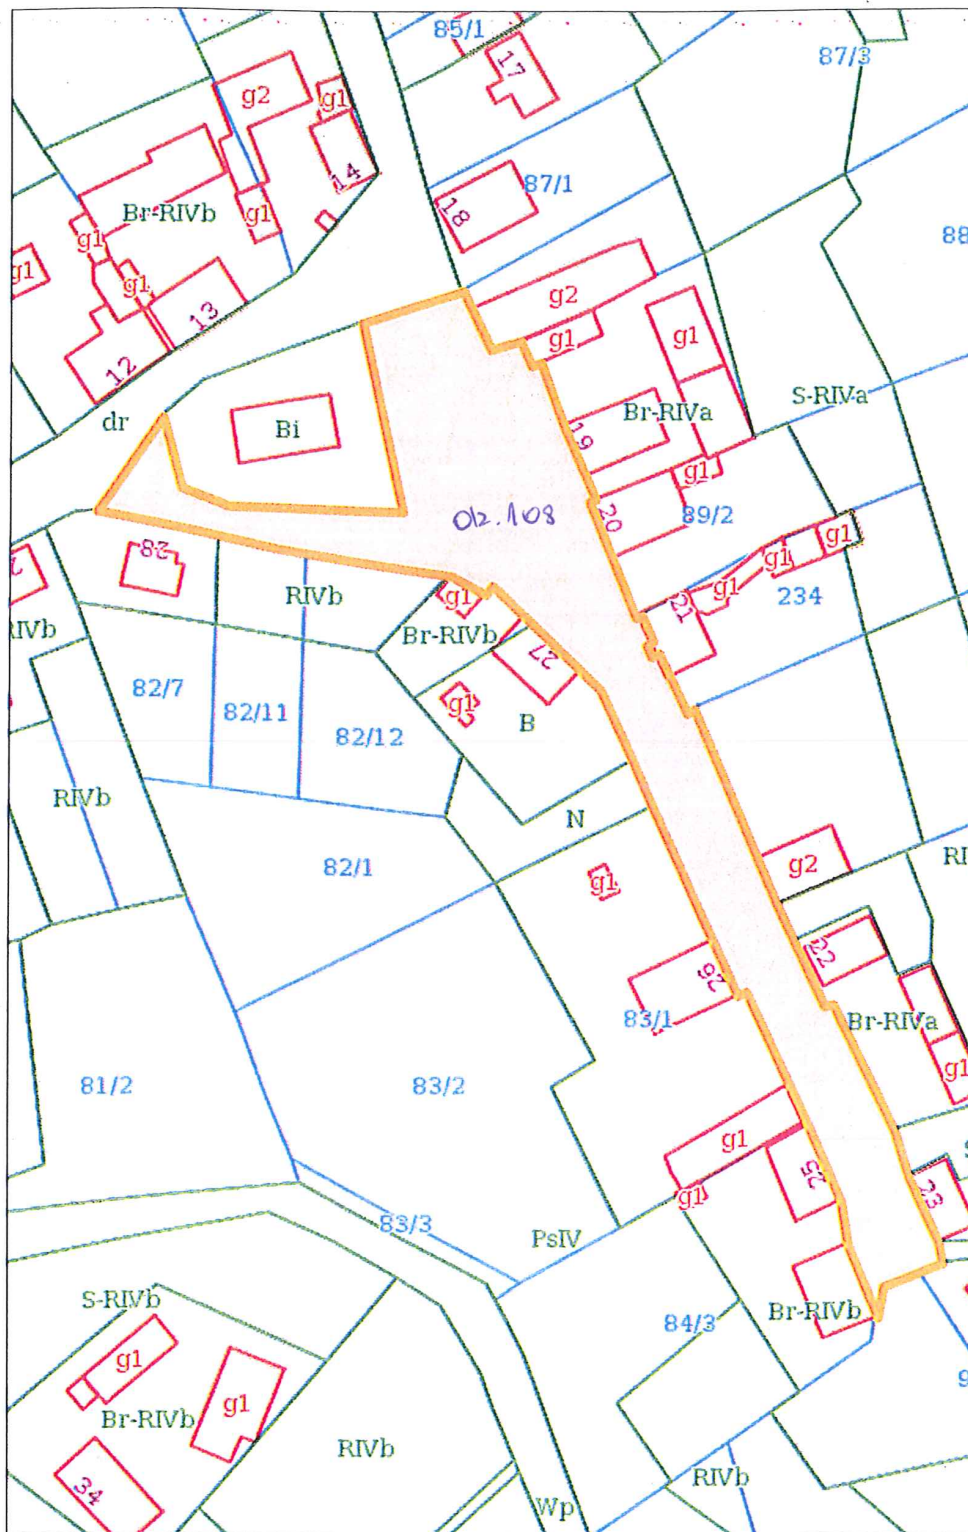 85/1
17
87/3
g2
g1
14
87/1
18
Br-RIVb
g1
88
g1
g1
g1
13
12
g2
g1
g1
S-RIVa
Br-RIVa
19
dr
Bi
g1
20
89/2
dz. 108
g1
g1
g1
28
RIVb
g1
21
234
RIVb
Br-RIVb
27
82/7
82/11
82/12
g1
B
RIVb
N
82/1
g2
RI
g1
22
26
83/1
Br-RIVa
g1
81/2
83/2
g1
25
g1
23
83/3
PsIV
S-RIVb
84/3
Br-RIVb
g1
g1
9
Br-RIVb
RIVb
RIVb
34
Wp